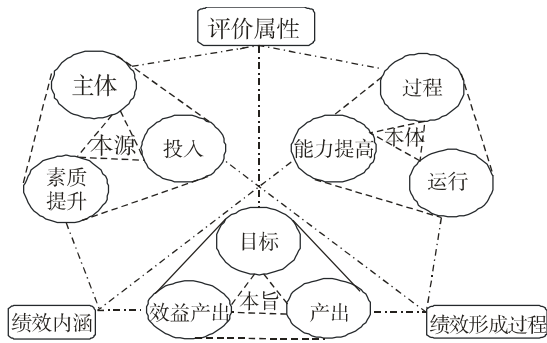 评价属性
主体
过程
本源
投入
能力提高
本体
素质
提升
运行
目标
效益产出
本旨
产出
绩效内涵
绩效形成过程